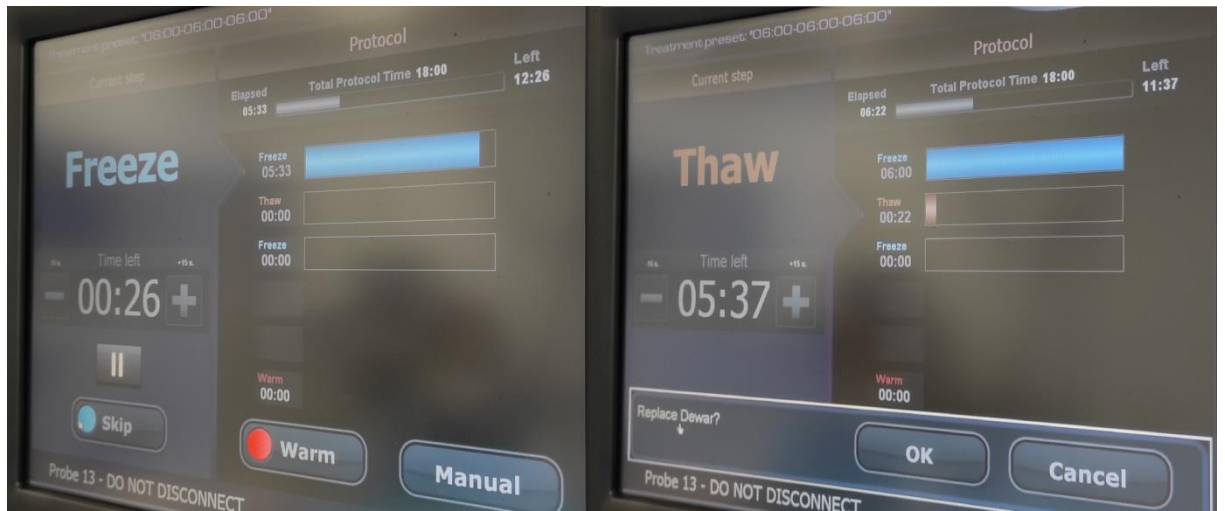 Treatment preset: "06:00-06:00-06:00"
Current step
Protocol
Elapsed
05:33
Total Protocol Time 18:00
Left
12:26
Freeze
Freeze
05:33
Thaw
00:00
Freeze
00:00
Time left
+15 s.
00:26
Skip
Warm
00:00
Warm
Manual
Probe 13 - DO NOT DISCONNECT
Treatment preset: "06:00-06:00-06:00"
Current step
Protocol
Elapsed
06:22
Total Protocol Time 18:00
Left
11:37
Thaw
Freeze
06:00
Thaw
00:22
Freeze
00:00
Time left
+15 s.
05:37
Warm
00:00
Replace Dewar?
OK
Cancel
Probe 13 - DO NOT DISCONNECT